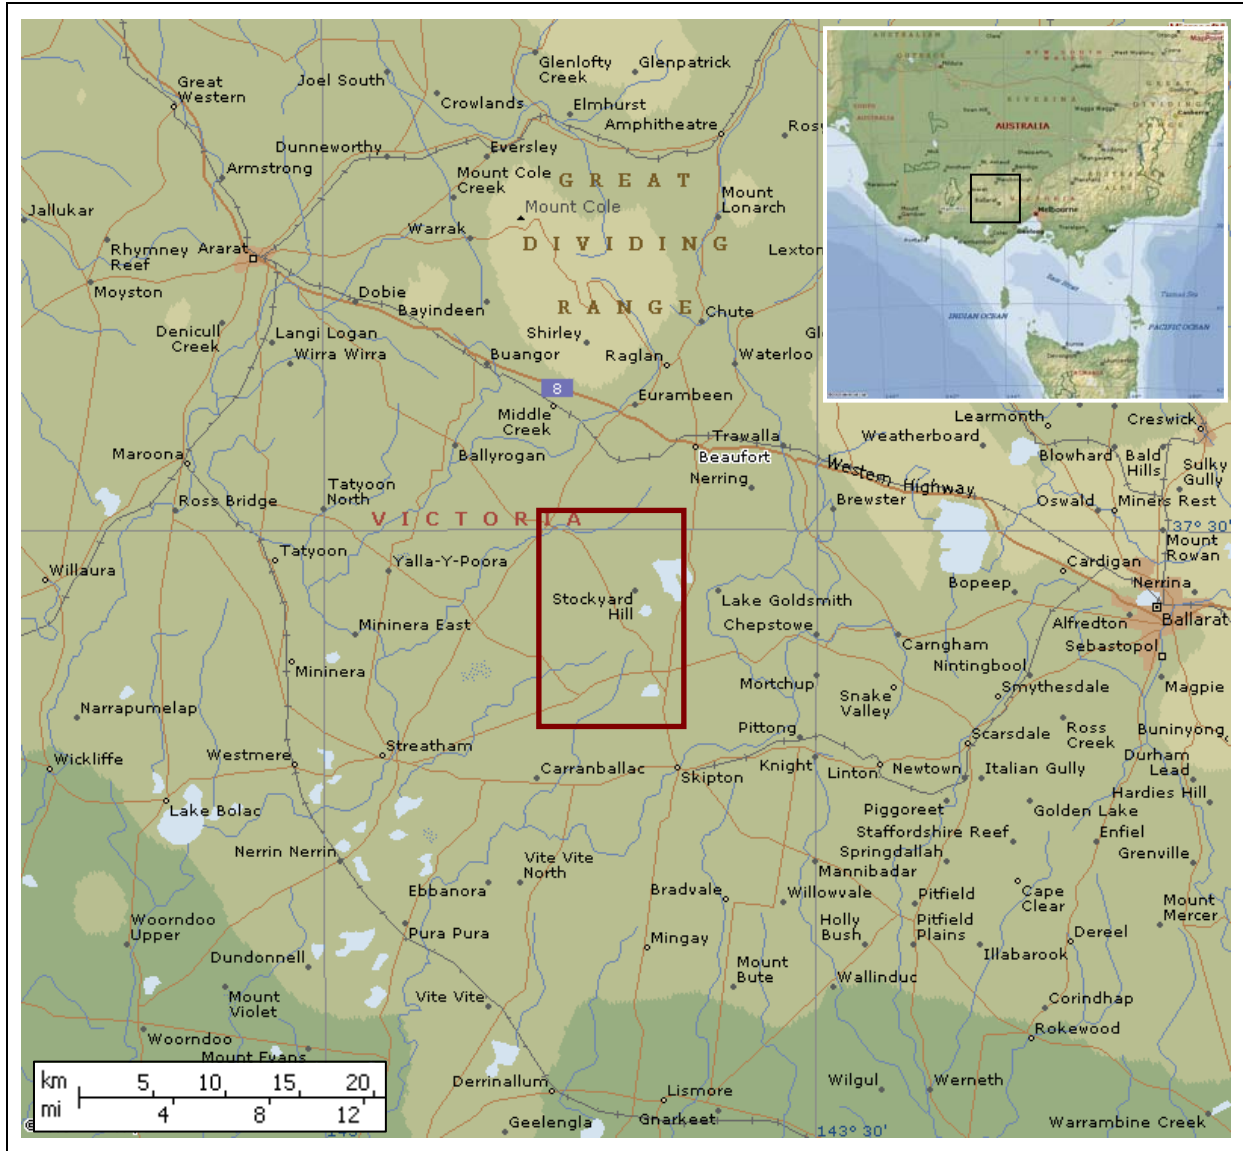 Great
Western
Joel South
Glenlofty
Creek
Glenpatrick
Crowlands
Elmhurst
Amphitheatre
Dunneworthy
Eversley
Armstrong
Mount Cole
Creek
GREAT
Mount Cole
Mount
Lonarch
Jallukar
Rhymney
Reef
Ararat
Warrak
DIVIDING
Lexton
Moyston
Dobie
Bayindeen
RANGE
Chute
Denicull
Creek
Langi Logan
Wirra Wirra
Shirley
Buangor
Raglan
Waterloo
8
Eurambeen
Middle
Creek
AUSTRALIA
Melbourne
INDIAN OCEAN
PACIFIC OCEAN
Learmonth
Creswick
Weatherboard
Maroona
Ballyrogan
Trawalla
Beaufort
Blowhard
Bald
Hills
Sulky
Gully
Western Highway
Nerring
Ross Bridge
Tatyoon
North
Brewster
Oswald
Miners Rest
VICTORIA
37° 30'
Mount
Rowan
Tatyoon
Yalla-Y-Poora
Willaura
Cardigan
Bopeep
Nerrina
Stockyard
Hill
Lake Goldsmith
Chepstowe
Alfredton
Ballarat
Mininera East
Carngham
Sebastopol
Nintingbool
Mininera
Mortchup
Snake
Valley
Smythesdale
Magpie
Narrapumelap
Pittong
Ross
Creek
Buninyong
Scarsdale
Wickliffe
Westmere
Streatham
Carranballac
Skipton
Knight
Linton
Newtown
Italian Gully
Durham
Lead
Hardies Hill
Lake Bolac
Piggoreet
Golden Lake
Staffordshire Reef
Enfiel
Nerrin Nerrin
Vite Vite
North
Springdallah
Grenville
Mannibadar
Ebbanora
Bradvale
Willowvale
Pitfield
Cape
Clear
Mount
Mercer
Woorndoo
Upper
Pura Pura
Holly
Bush
Pitfield
Plains
Dereel
Mingay
Illabarook
Dundonnell
Mount
Bute
Wallinduc
Mount
Violet
Vite Vite
Corindhap
Woorndoo
Rokewood
Mount Evans
km 5 10 15 20
mi 4 8 12
Derrinallum
Lismore
Wilgul
Werneth
Gnarkeet
Geelengla
143° 30'
Warrambine Creek